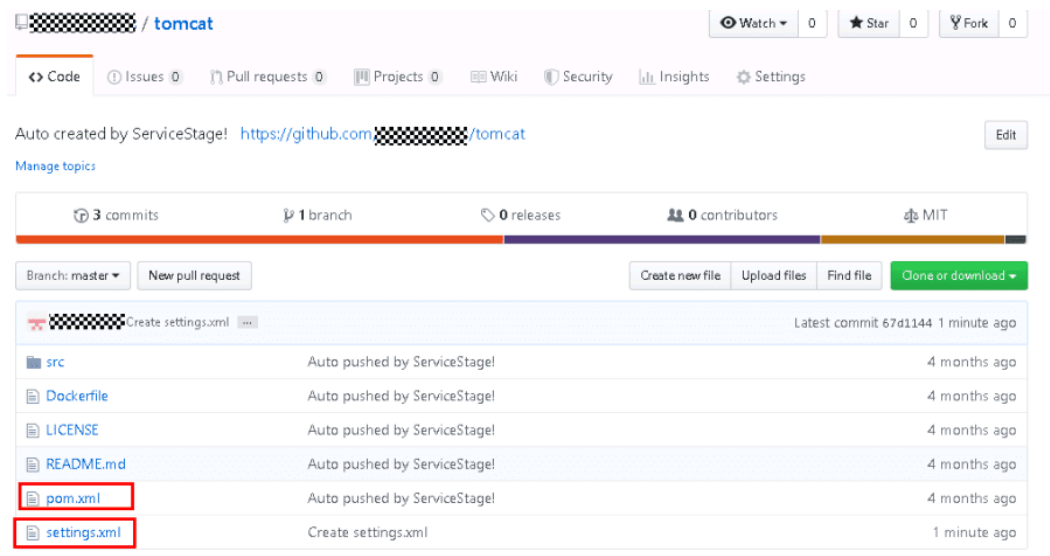 / tomcat Watch 0 Star 0 Fork 0
Code Issues 0 Pull requests 0 Projects 0 Wiki Security Insights Settings
Auto created by ServiceStage! https://github.com /tomcat Edit
Manage topics
3 commits 1 branch 0 releases 0 contributors MIT
Branch: master New pull request Create new file Upload files Find file Clone or download
Create settings.xml ... Latest commit 67d1144 1 minute ago
src Auto pushed by ServiceStage! 4 months ago
Dockerfile Auto pushed by ServiceStage! 4 months ago
LICENSE Auto pushed by ServiceStage! 4 months ago
README.md Auto pushed by ServiceStage! 4 months ago
pom.xml Auto pushed by ServiceStage! 4 months ago
settings.xml Create settings.xml 1 minute ago